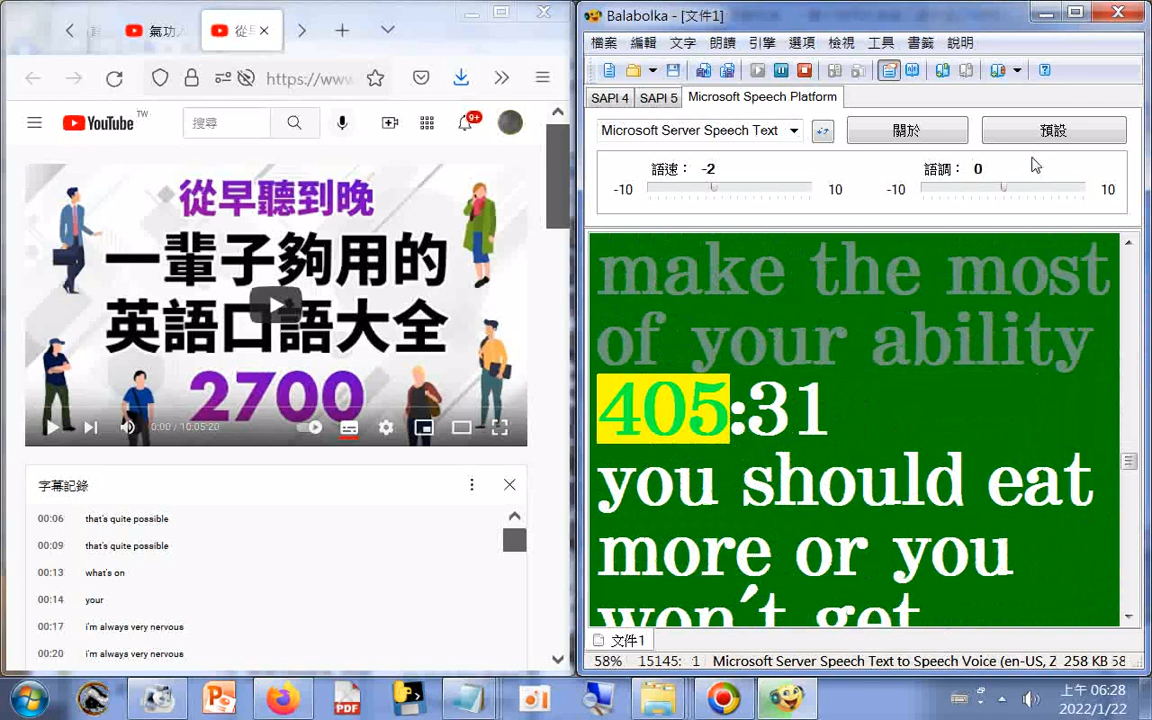 氣功
從
https://www
YouTube TW
搜尋
9+
從早聽到晚
一輩子夠用的
英語口語大全
2700
0:00 / 10:05:20
字幕記錄
00:06 that's quite possible
00:09 that's quite possible
00:13 what's on
00:14 your
00:17 i'm always very nervous
00:20 i'm always very nervous
Balabolka - [文件1]
檔案 編輯 文字 朗讀 引擎 選項 檢視 工具 書籤 說明
SAPI 4 SAPI 5 Microsoft Speech Platform
Microsoft Server Speech Text 關於 預設
語速： -2 語調： 0
-10 10 -10 10
make the most
of your ability
405:31
you should eat
more or you
won't get
文件1
58% 15145: 1 Microsoft Server Speech Text to Speech Voice (en-US, Z 258 KB 58
PDF
上午 06:28
2022/1/22